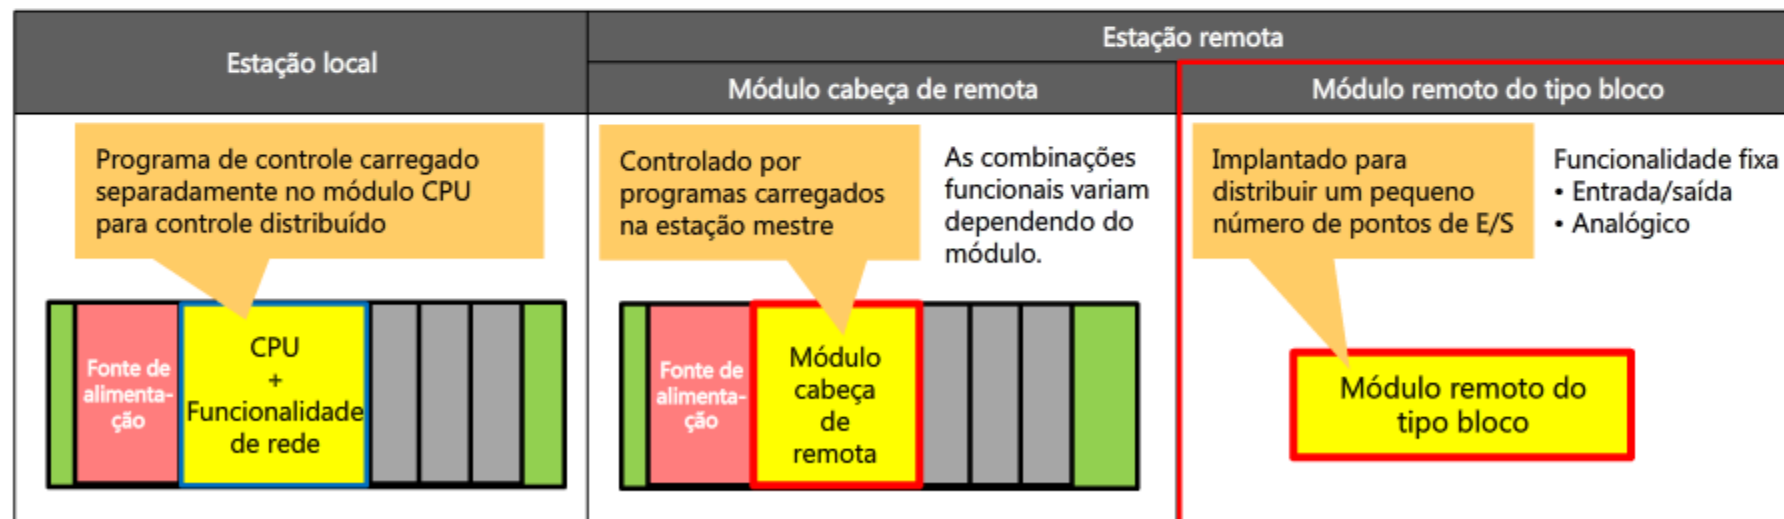 Estação local
Estação remota
Módulo cabeça de remota
Módulo remoto do tipo bloco
Programa de controle carregado
separadamente no módulo CPU
para controle distribuído
Fonte de
alimenta-
ção
CPU
+
Funcionalidade
de rede
Controlado por
programas carregados
na estação mestre
As combinações
funcionais variam
dependendo do
módulo.
Fonte de
alimenta-
ção
Módulo
cabeça
de
remota
Implantado para
distribuir um pequeno
número de pontos de E/S
Funcionalidade fixa
• Entrada/saída
• Analógico
Módulo remoto do
tipo bloco